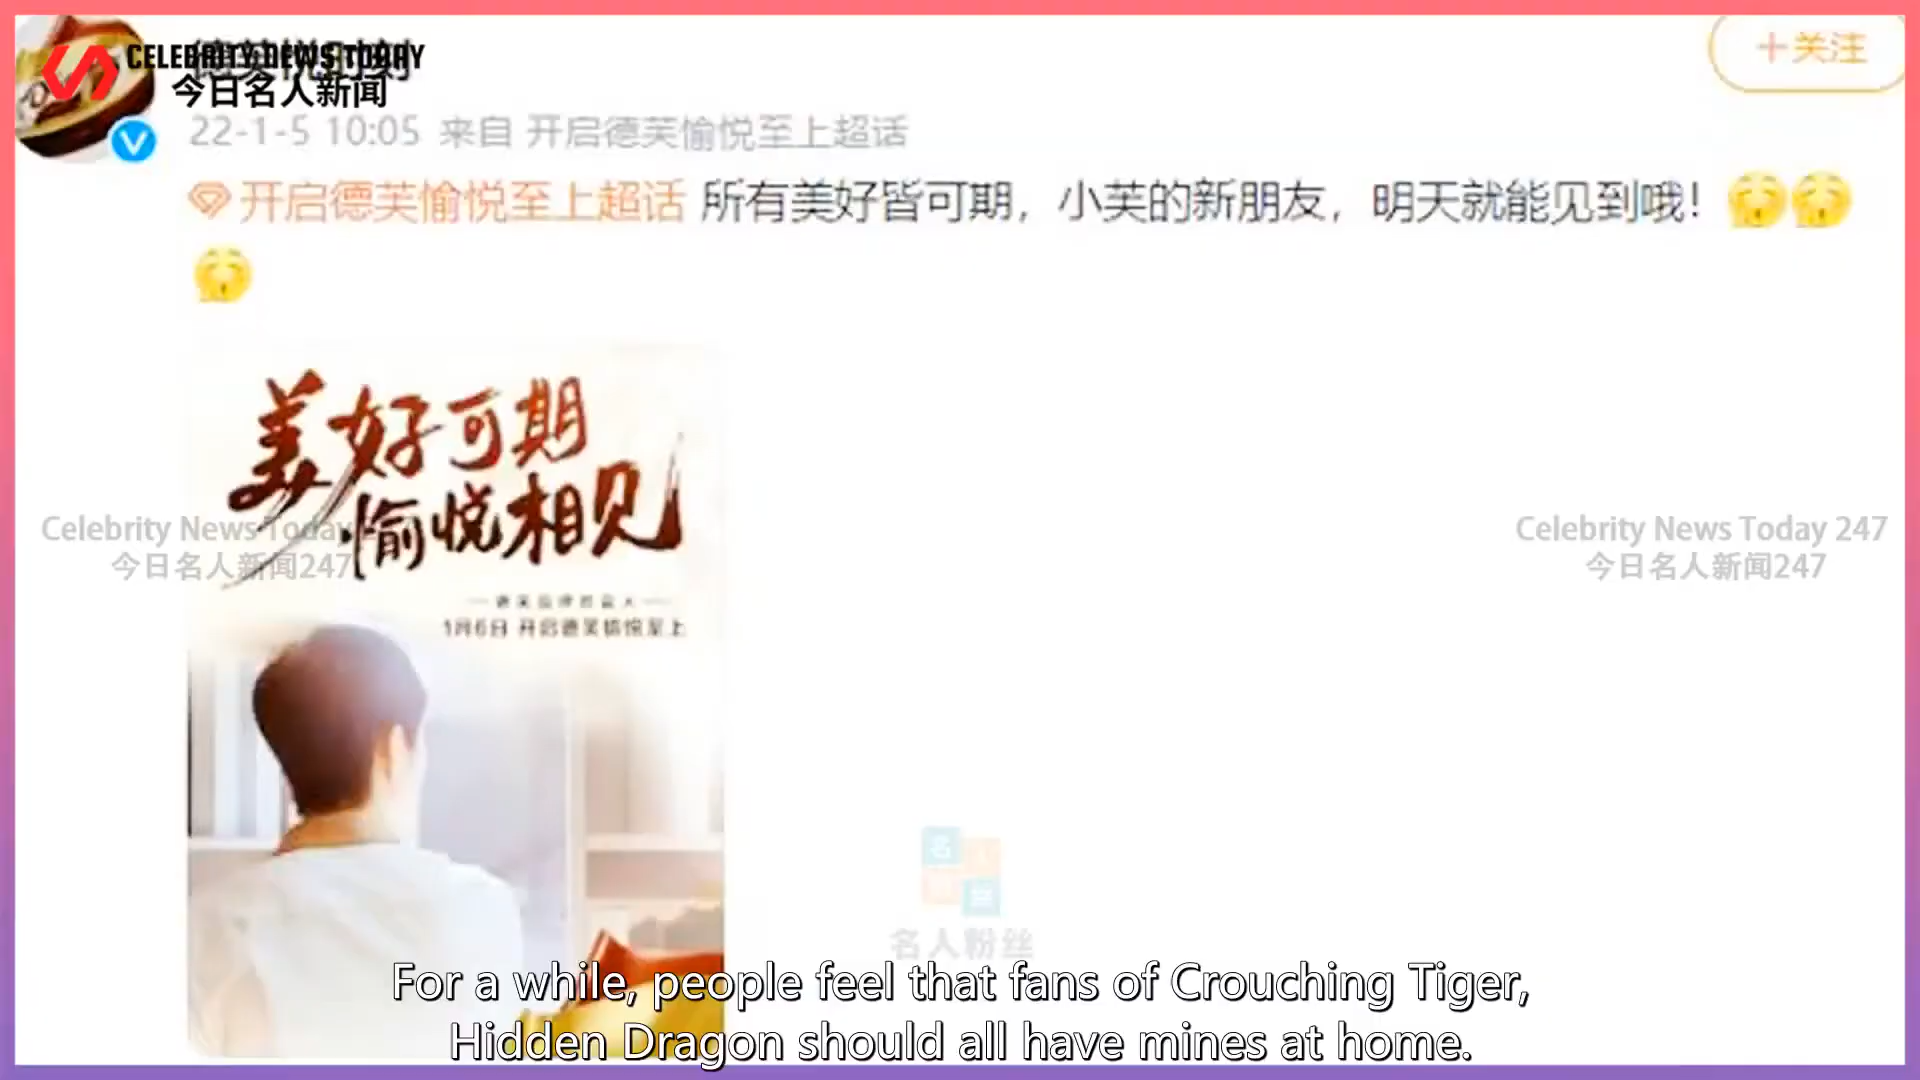 CELEBRITY NEWS TODAY
今日名人新闻
+关注
22-1-5 10:05 来自 开启德芙愉悦至上超话
开启德芙愉悦至上超话 所有美好皆可期，小芙的新朋友，明天就能见到哦！
美好可期
愉悦相见
1月6日 开启德芙愉悦至上
Celebrity News Today
今日名人新闻247
Celebrity News Today 247
今日名人新闻247
名人粉丝
For a while, people feel that fans of Crouching Tiger,
Hidden Dragon should all have mines at home.